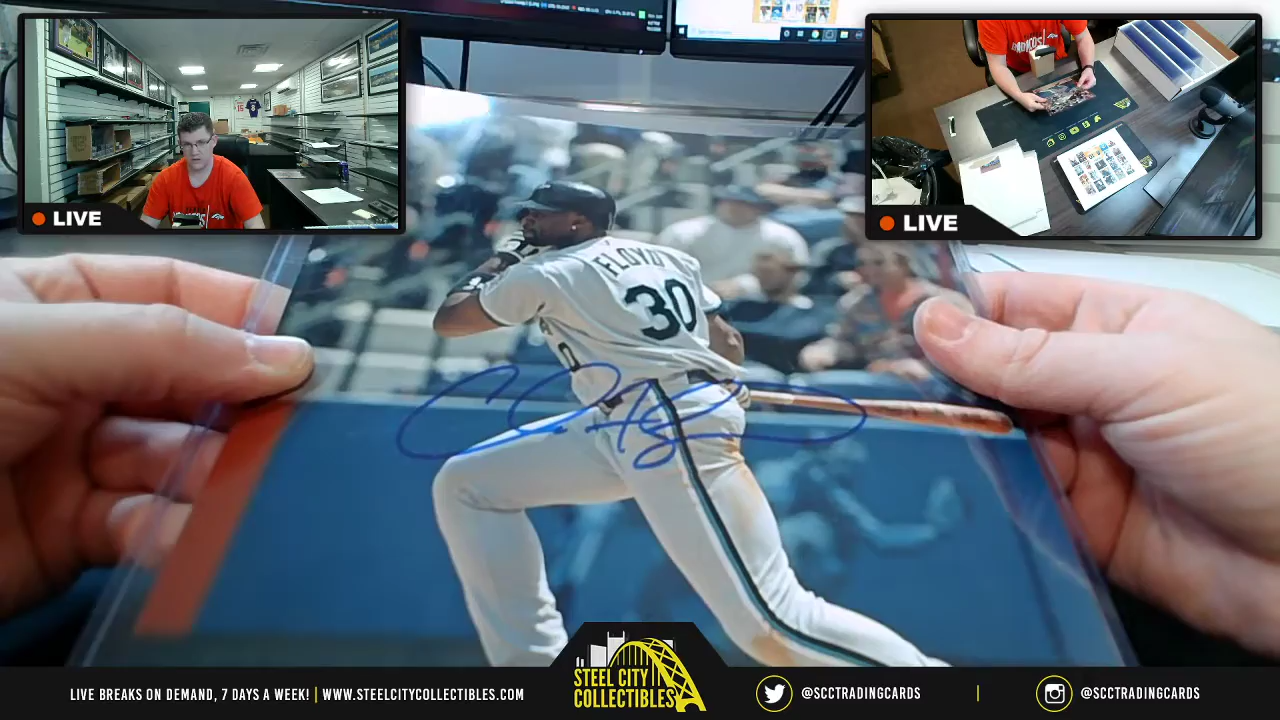 LIVE
LIVE
BRONCOS
FLOYD
30
LIVE BREAKS ON DEMAND, 7 DAYS A WEEK! | WWW.STEELCITYCOLLECTIBLES.COM
STEEL CITY
COLLECTIBLES
@SCCTRADINGCARDS
@SCCTRADINGCARDS